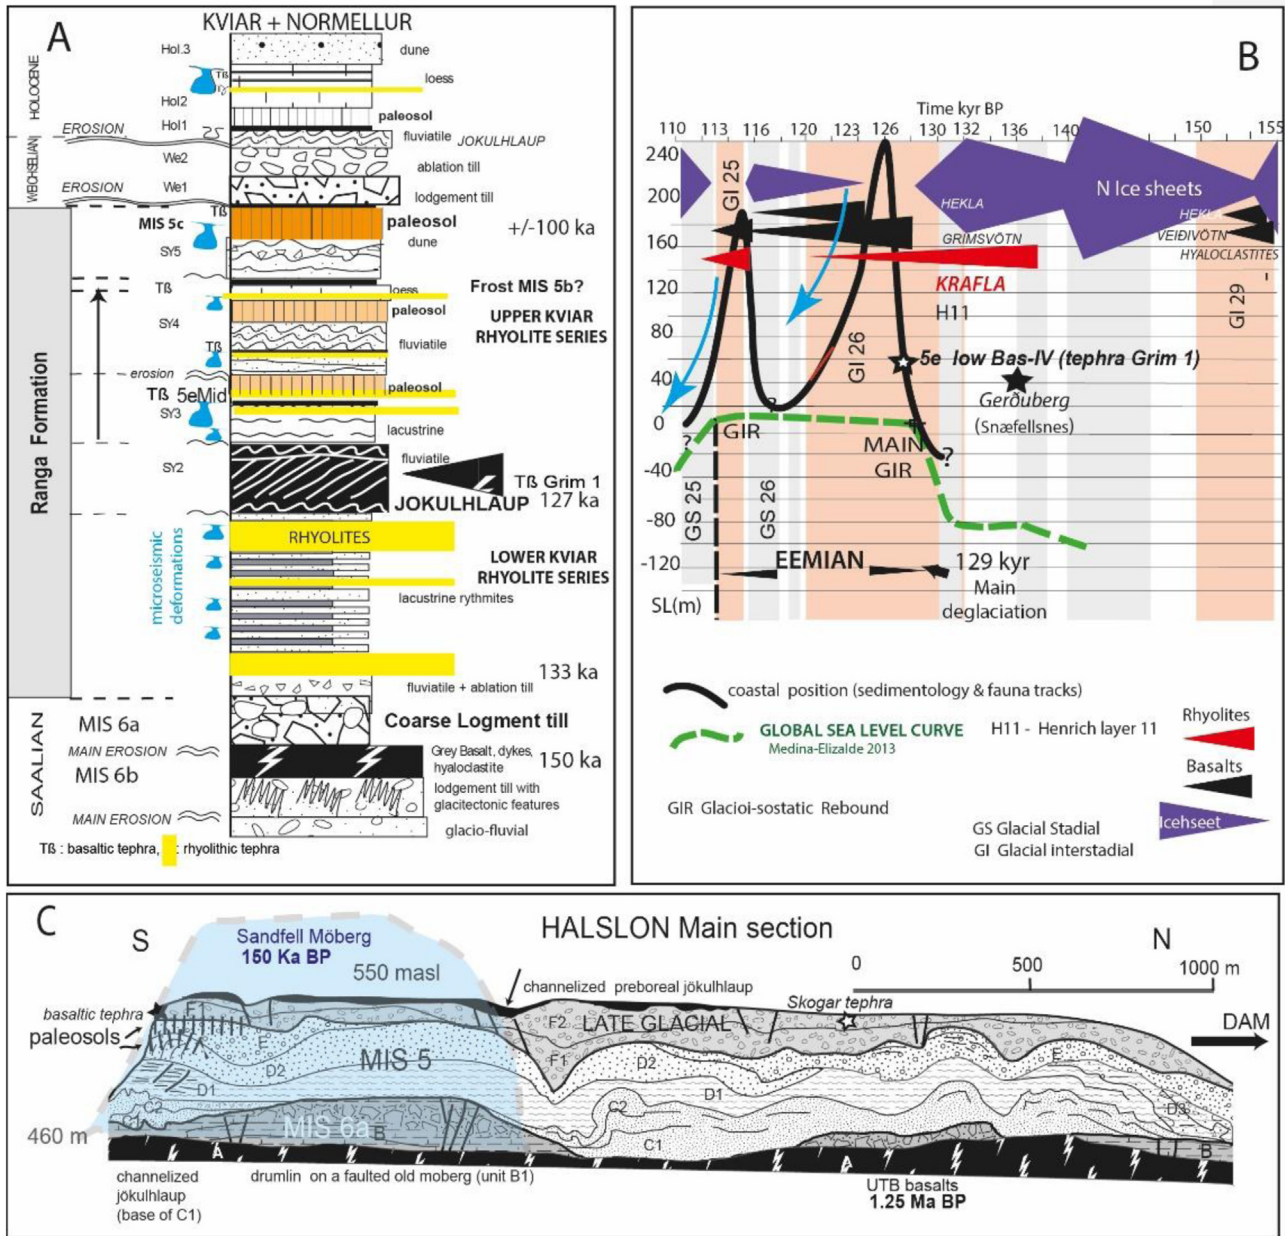 A
KVIAR + NORMELLUR
HOLOCENE
WEICHSELIAN
Ranga Formation
SAALIAN
Hol.3
dune
Tß
loess
Hol2
paleosol
Hol1
EROSION
fluviatile
JOKULHLAUP
We2
ablation till
EROSION
We1
lodgement till
MIS 5c
Tß
paleosol
+/-100 ka
dune
SY5
Tß
loess
Frost MIS 5b?
paleosol
UPPER KVIAR
RHYOLITE SERIES
SY4
fluviatile
Tß
erosion
paleosol
Tß 5eMid
SY3
lacustrine
SY2
fluviatile
Tß Grim 1
JOKULHLAUP
127 ka
RHYOLITES
microseismic
deformations
LOWER KVIAR
RHYOLITE SERIES
lacustrine rythmites
133 ka
fluviatile + ablation till
MIS 6a
Coarse Logment till
MAIN EROSION
Grey Basalt, dykes,
hyaloclastite
150 ka
MIS 6b
lodgement till with
glacitectonic features
MAIN EROSION
glacio-fluvial
Tß : basaltic tephra,
: rhyolithic tephra
B
Time kyr BP
110 113 116 120 123 126 130 132 136 140 150 155
240
200
160
120
80
40
0
-40
-80
-120
SL(m)
GI 25
N Ice sheets
HEKLA
HEKLA
GRIMSVÖTN
VEIÐIVÖTN
HYALOCLASTITES
KRAFLA
H11
GI 29
GI 26
5e low Bas-IV (tephra Grim 1)
Gerðuberg
(Snæfellsnes)
?
GIR
MAIN
GIR
?
?
GS 25
GS 26
EEMIAN
129 kyr
Main
deglaciation
coastal position (sedimentology & fauna tracks)
GLOBAL SEA LEVEL CURVE
Medina-Elizalde 2013
H11 - Henrich layer 11
Rhyolites
Basalts
GIR Glacioi-sostatic Rebound
Icehseet
GS Glacial Stadial
GI Glacial interstadial
C
S
HALSLON Main section
N
Sandfell Möberg
150 Ka BP
550 masl
0 500 1000 m
channelized preboreal jökulhlaup
Skogar tephra
basaltic tephra
paleosols
DAM
F1
F2
LATE GLACIAL
E
MIS 5
D2
F1
D2
E
D1
D1
C2
C2
D3
C1
C1
MIS 6a
B
B
460 m
A
A
channelized
jökulhlaup
(base of C1)
drumlin on a faulted old moberg (unit B1)
UTB basalts
1.25 Ma BP